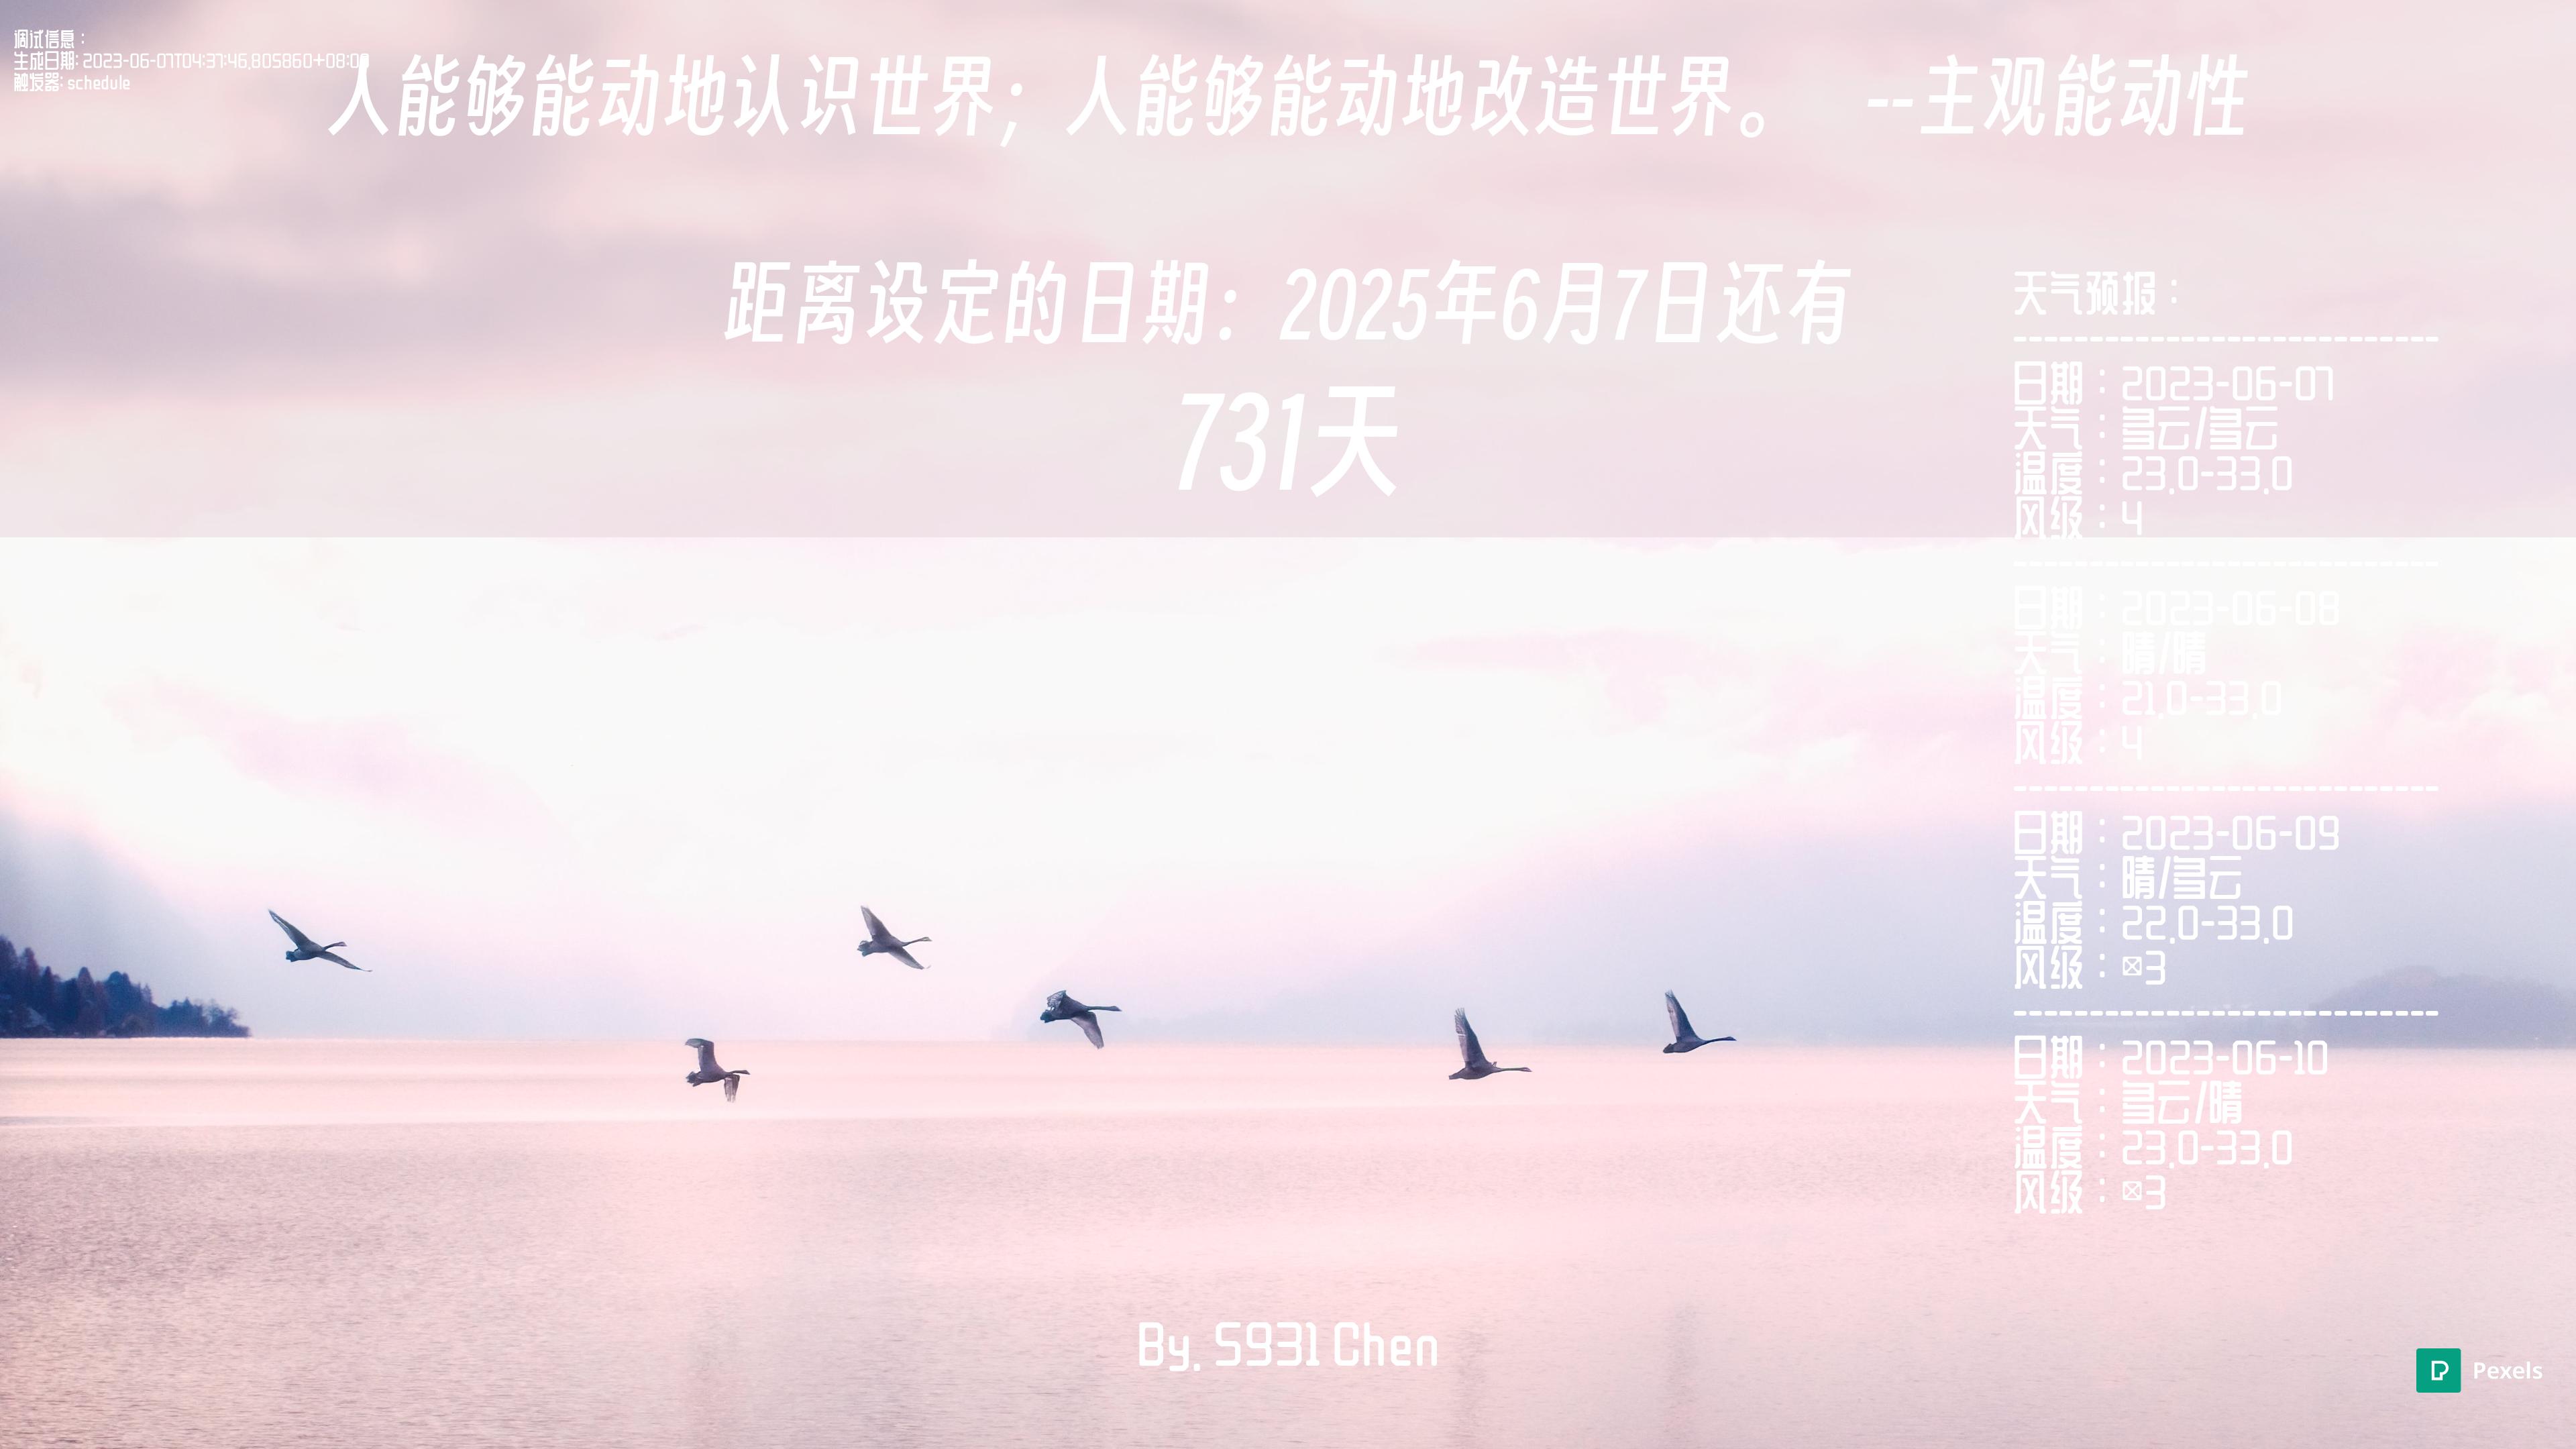 调试信息：
生成日期: 2023-06-07T04:37:46.805860+08:00
触发器: schedule
人能够能动地认识世界；人能够能动地改造世界。 --主观能动性
距离设定的日期：2025年6月7日还有
731天
天气预报：
----------------------------
日期：2023-06-07
天气：多云/多云
温度：23.0-33.0
风级：4
----------------------------
日期：2023-06-08
天气：晴/晴
温度：21.0-33.0
风级：4
----------------------------
日期：2023-06-09
天气：晴/多云
温度：22.0-33.0
风级：3
----------------------------
日期：2023-06-10
天气：多云/晴
温度：23.0-33.0
风级：3
By. S931 Chen
Pexels